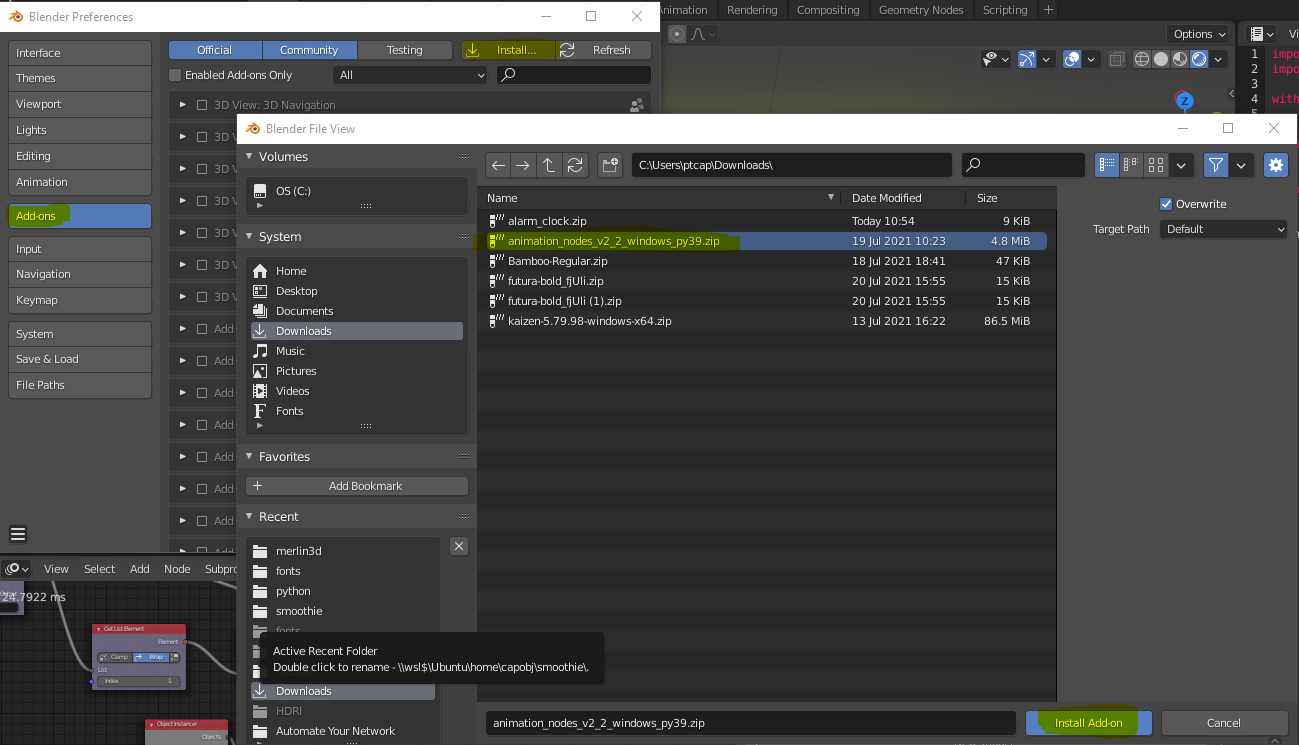 Blender Preferences
Animation Rendering Compositing Geometry Nodes Scripting +
Options
Interface
Themes
Viewport
Lights
Editing
Animation
Add-ons
Input
Navigation
Keymap
System
Save & Load
File Paths
Official Community Testing Install... Refresh
Enabled Add-ons Only All
3D View: 3D Navigation
3D V
3D V
3D V
3D V
3D V
3D V
Add
Add
Add
Add
Add
Add
Add
Z
1 impo
2 impo
3
4 with
5
Blender File View
Volumes
OS (C:)
System
Home
Desktop
Documents
Downloads
Music
Pictures
Videos
Fonts
Favorites
Add Bookmark
Recent
merlin3d
fonts
python
smoothie
fonts
Active Recent Folder
Double click to rename - \\wsl$\Ubuntu\home\capobj\smoothie\.
Downloads
HDRI
Automate Your Network
C:\Users\ptcap\Downloads\
Name Date Modified Size
alarm_clock.zip Today 10:54 9 KiB
animation_nodes_v2_2_windows_py39.zip 19 Jul 2021 10:23 4.8 MiB
Bamboo-Regular.zip 18 Jul 2021 18:41 47 KiB
futura-bold_fjUli.zip 20 Jul 2021 15:55 15 KiB
futura-bold_fjUli (1).zip 20 Jul 2021 15:55 15 KiB
kaizen-5.79.98-windows-x64.zip 13 Jul 2021 16:22 86.5 MiB
Overwrite
Target Path Default
animation_nodes_v2_2_windows_py39.zip
Install Add-on Cancel
View Select Add Node Subpro
24.7922 ms
Get List Element
Element
Clamp Wrap
List
Index 1
Object Instancer
Objects